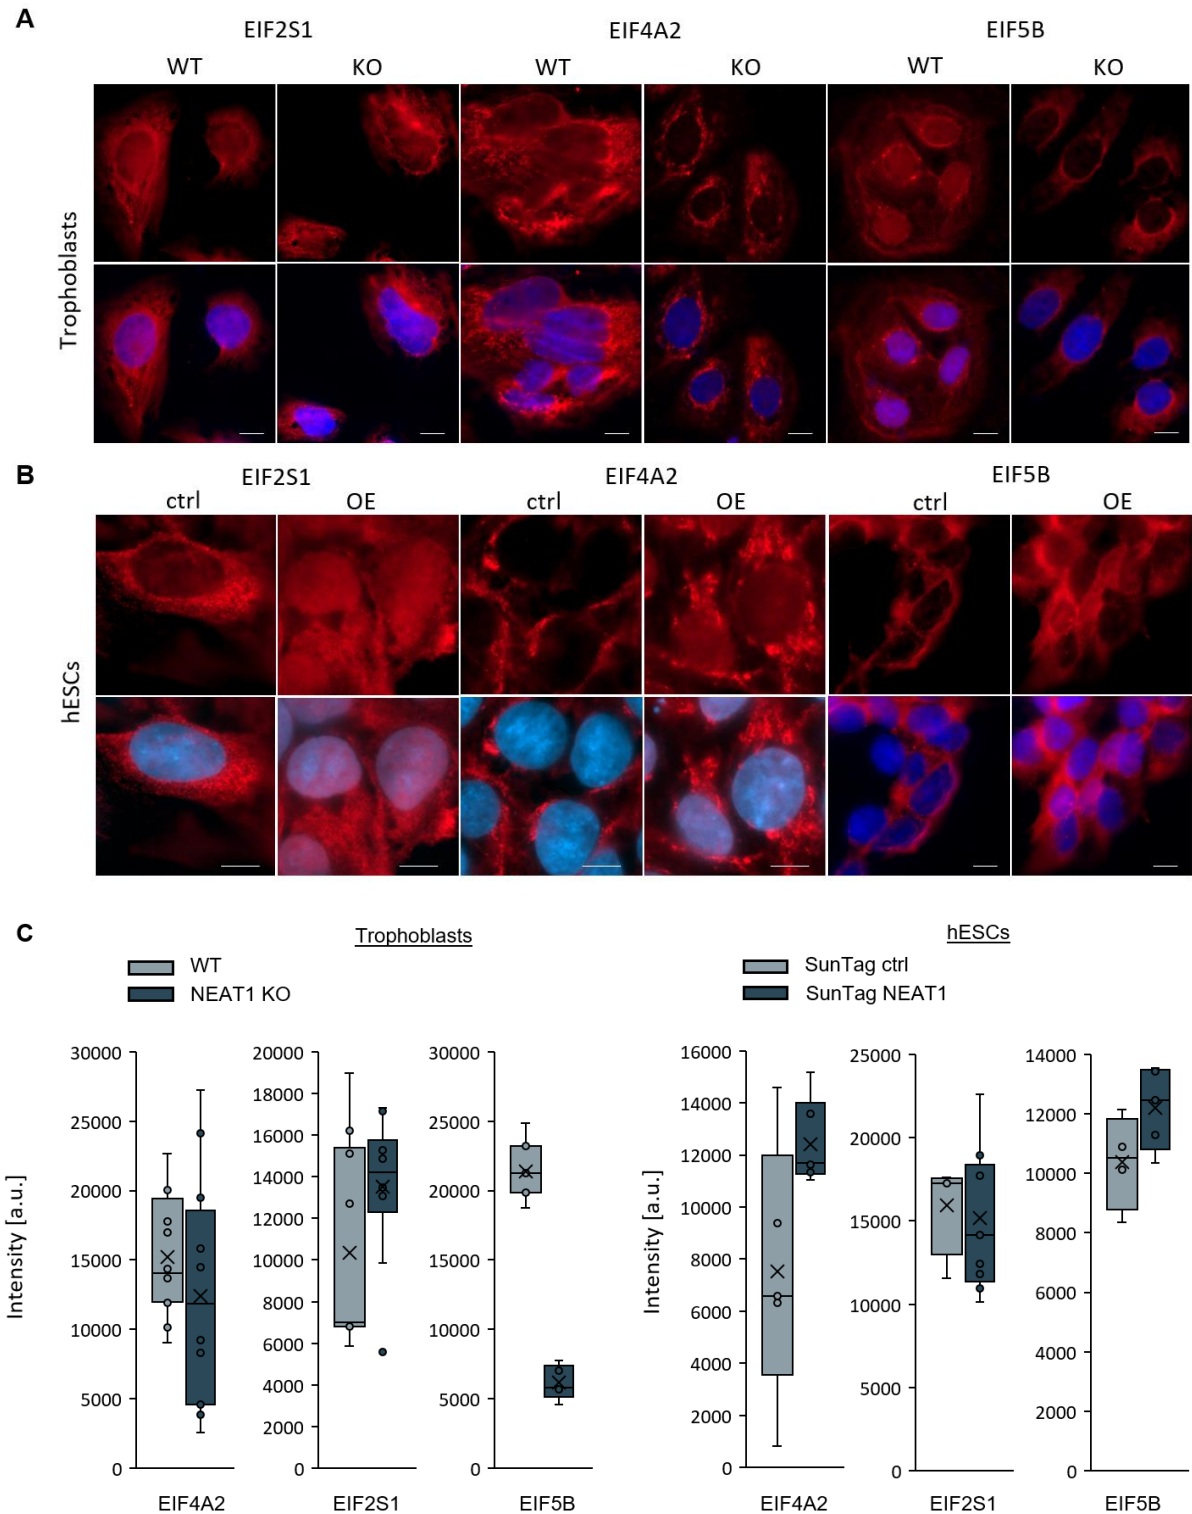 A
EIF2S1 EIF4A2 EIF5B
WT KO WT KO WT KO
Trophoblasts
B
EIF2S1 EIF4A2 EIF5B
ctrl OE ctrl OE ctrl OE
hESCs
C
Trophoblasts
WT
NEAT1 KO
Intensity [a.u.]
30000
25000
20000
15000
10000
5000
0
EIF4A2
20000
18000
16000
14000
12000
10000
8000
6000
4000
2000
0
EIF2S1
30000
25000
20000
15000
10000
5000
0
EIF5B
hESCs
SunTag ctrl
SunTag NEAT1
Intensity [a.u.]
16000
14000
12000
10000
8000
6000
4000
2000
0
EIF4A2
25000
20000
15000
10000
5000
0
EIF2S1
14000
12000
10000
8000
6000
4000
2000
0
EIF5B